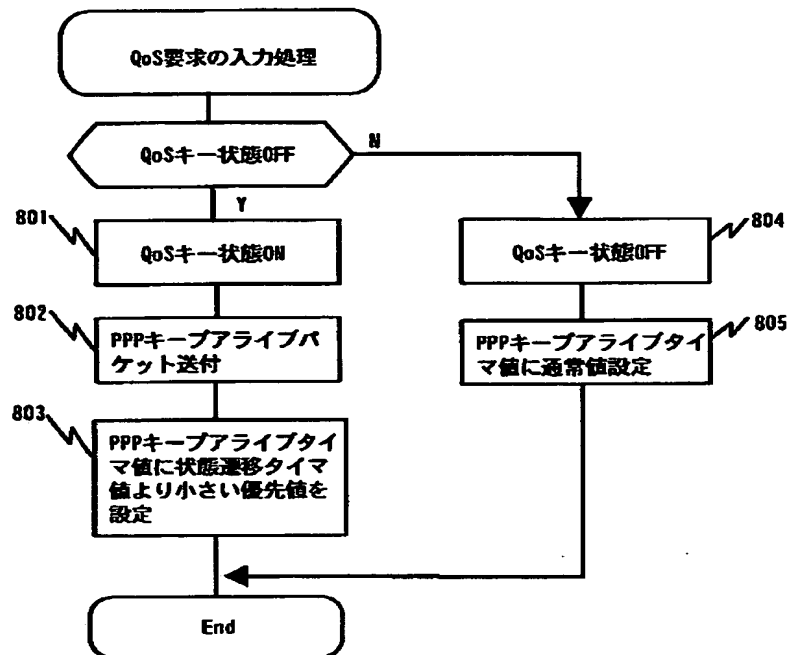 QoS要求の入力処理
QoSキー状態OFF
N
Y
801
QoSキー状態ON
804
QoSキー状態OFF
802
PPPキープアライブパ
ケット送付
805
PPPキープアライブタイ
マ値に通常値設定
803
PPPキープアライブタイ
マ値に状態遷移タイマ
値より小さい優先値を
設定
End